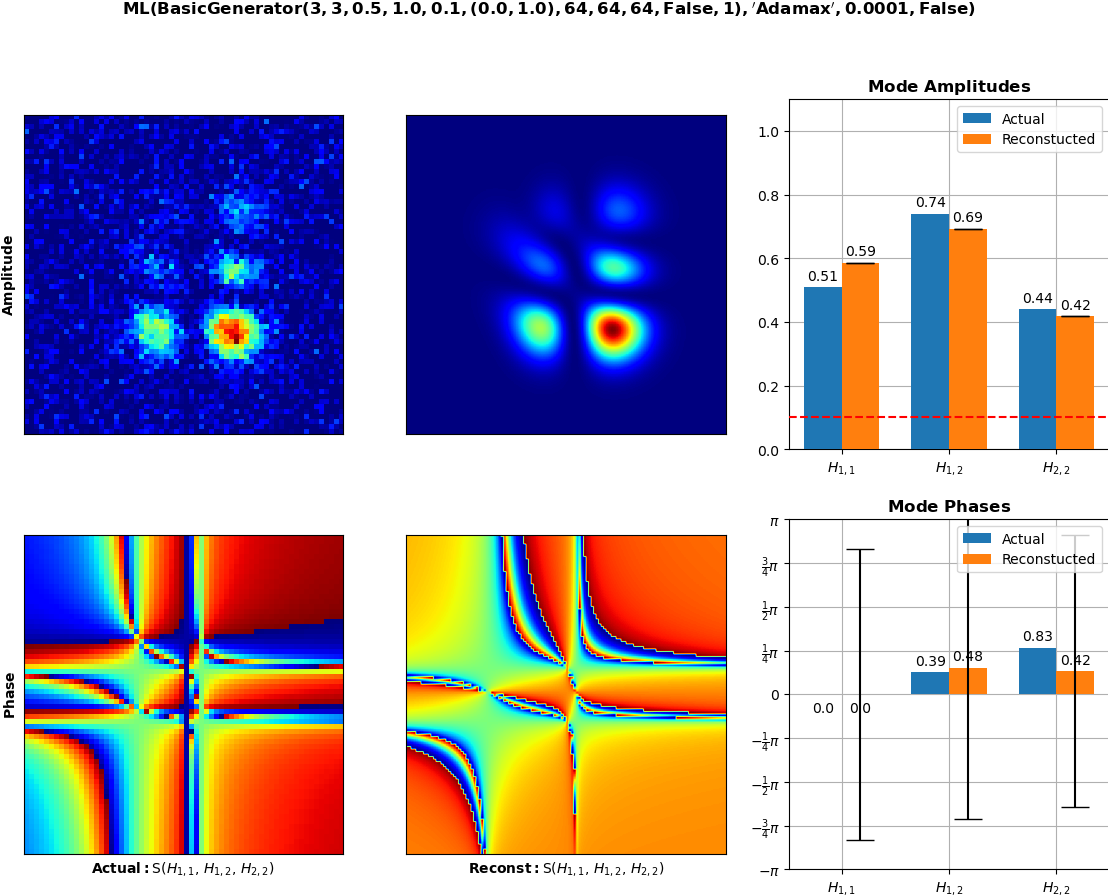 ML(BasicGenerator(3, 3, 0.5, 1.0, 0.1, (0.0, 1.0), 64, 64, 64, False, 1), ′Adamax′, 0.0001, False)
Amplitude
Mode Amplitudes
Actual
Reconstucted
1.0
0.8
0.6
0.4
0.2
0.0
0.51
0.59
0.74
0.69
0.44
0.42
H1,1
H1,2
H2,2
Phase
Actual: S(H1,1, H1,2, H2,2)
Reconst: S(H1,1, H1,2, H2,2)
Mode Phases
Actual
Reconstucted
π
3/4π
1/2π
1/4π
0
−1/4π
−1/2π
−3/4π
−π
0.0
0.0
0.39
0.48
0.83
0.42
H1,1
H1,2
H2,2